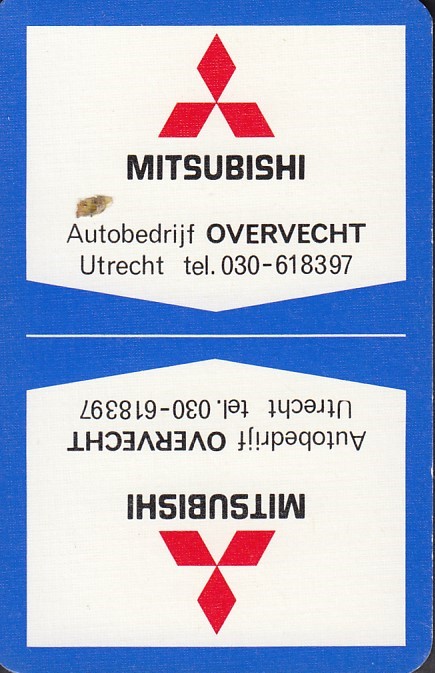 MITSUBISHI
Autobedrijf OVERVECHT
Utrecht tel. 030-618397
Utrecht tel. 030-618397
Autobedrijf OVERVECHT
MITSUBISHI